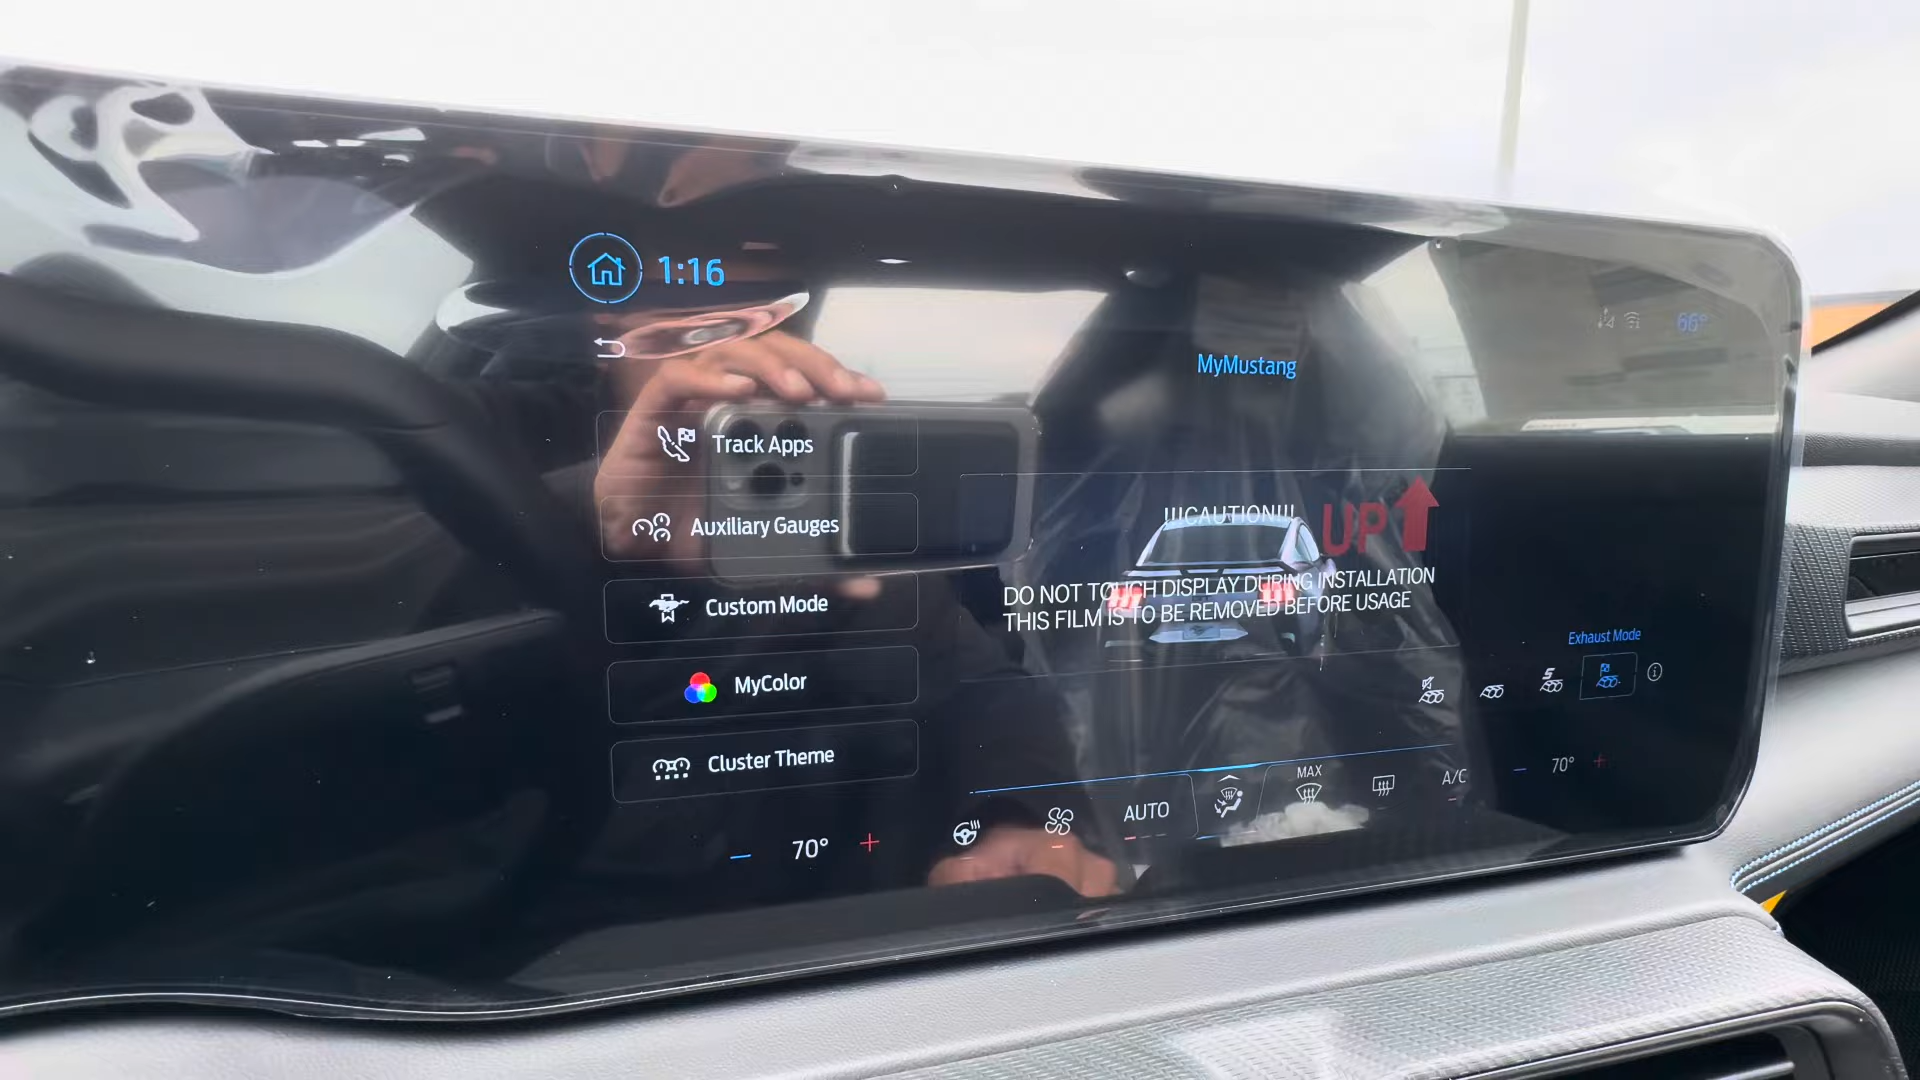 1:16
66°
MyMustang
Track Apps
Auxiliary Gauges
Custom Mode
MyColor
Cluster Theme
!!!CAUTION!!!
UP
DO NOT TOUCH DISPLAY DURING INSTALLATION
THIS FILM IS TO BE REMOVED BEFORE USAGE
Exhaust Mode
S
– 70° +
AUTO
MAX
A/C
– 70° +